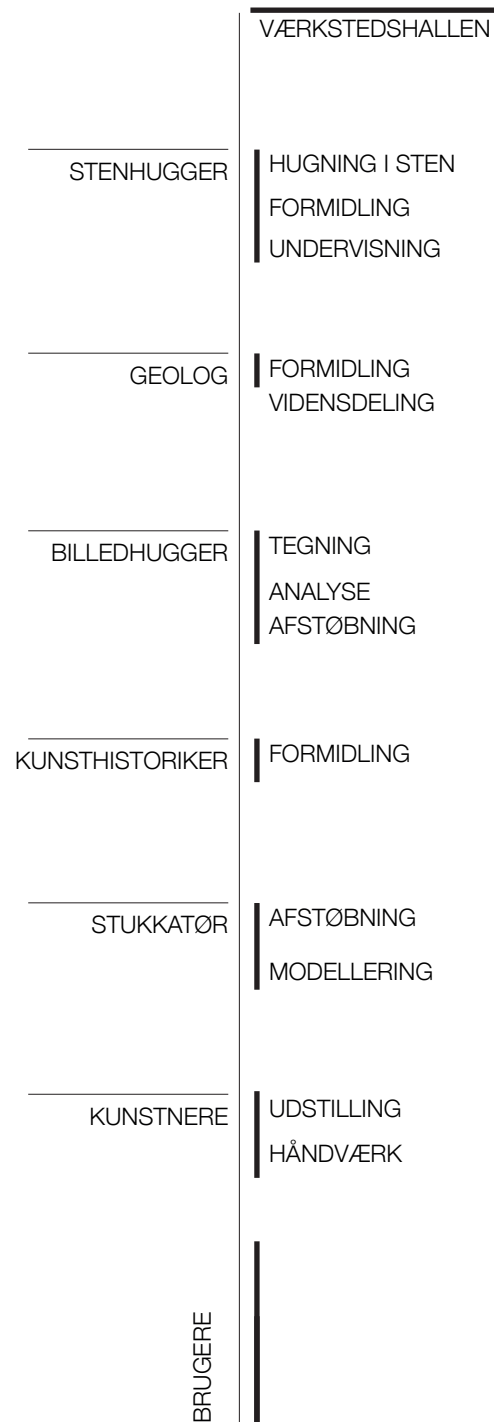 VÆRKSTEDSHALLEN
STENHUGGER
HUGNING I STEN
FORMIDLING
UNDERVISNING
GEOLOG
FORMIDLING
VIDENSDELING
BILLEDHUGGER
TEGNING
ANALYSE
AFSTØBNING
KUNSTHISTORIKER
FORMIDLING
STUKKATØR
AFSTØBNING
MODELLERING
KUNSTNERE
UDSTILLING
HÅNDVÆRK
BRUGERE